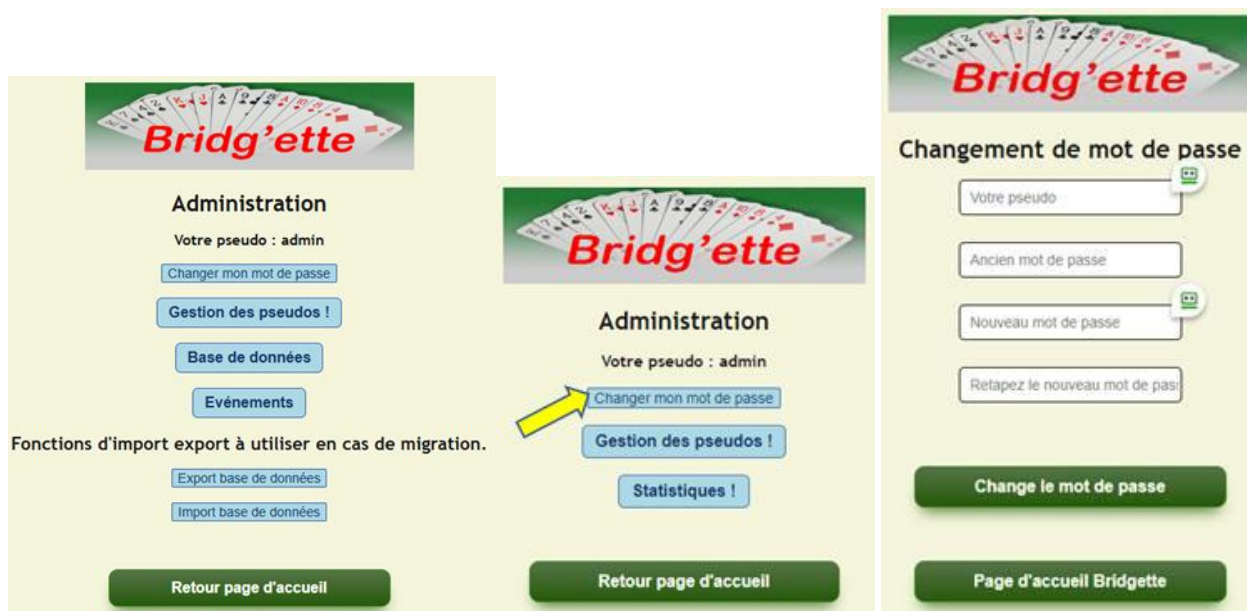 Bridg'ette
Administration
Votre pseudo : admin
Changer mon mot de passe
Gestion des pseudos !
Base de données
Evénements
Fonctions d'import export à utiliser en cas de migration.
Export base de données
Import base de données
Retour page d'accueil
Bridg'ette
Administration
Votre pseudo : admin
Changer mon mot de passe
Gestion des pseudos !
Statistiques !
Retour page d'accueil
Bridg'ette
Changement de mot de passe
Votre pseudo
Ancien mot de passe
Nouveau mot de passe
Retapez le nouveau mot de pas
Change le mot de passe
Page d'accueil Bridgette